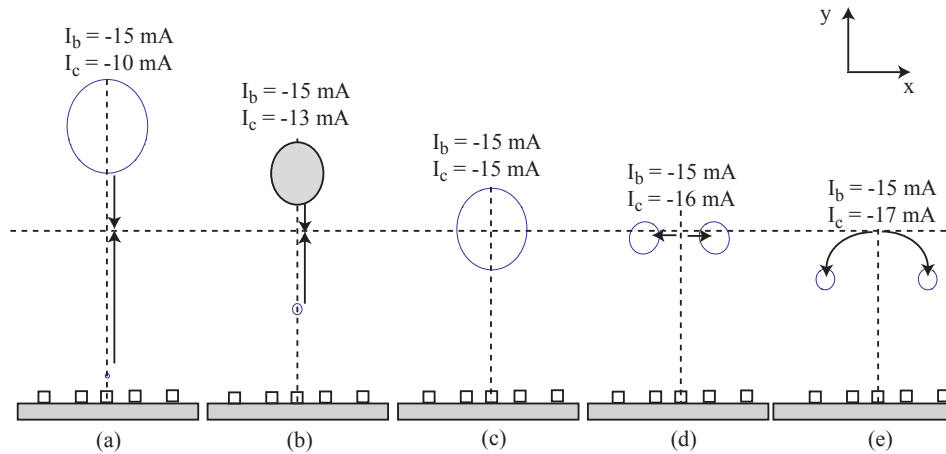 I_b = -15 mA
I_c = -10 mA
I_b = -15 mA
I_c = -13 mA
I_b = -15 mA
I_c = -15 mA
I_b = -15 mA
I_c = -16 mA
I_b = -15 mA
I_c = -17 mA
y
x
(a)
(b)
(c)
(d)
(e)